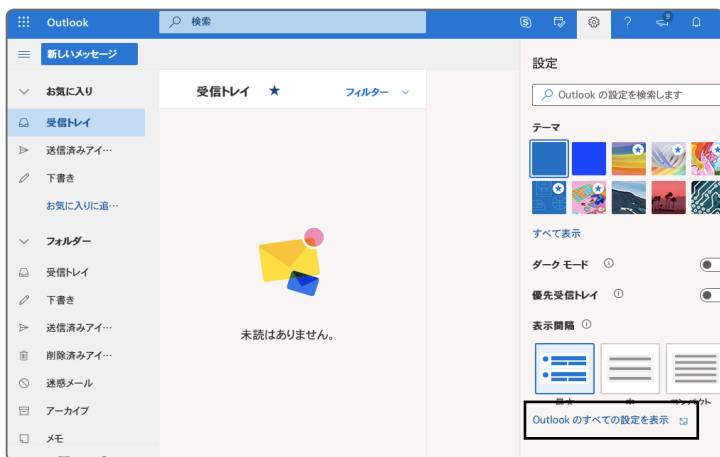 Outlook
検索
9
新しいメッセージ
お気に入り
受信トレイ
送信済みアイ…
下書き
お気に入りに追…
フォルダー
受信トレイ
下書き
送信済みアイ…
削除済みアイ…
迷惑メール
アーカイブ
メモ
受信トレイ ★
フィルター
未読はありません。
設定
Outlook の設定を検索します
テーマ
すべて表示
ダーク モード
優先受信トレイ
表示間隔
コンパクト
Outlook のすべての設定を表示